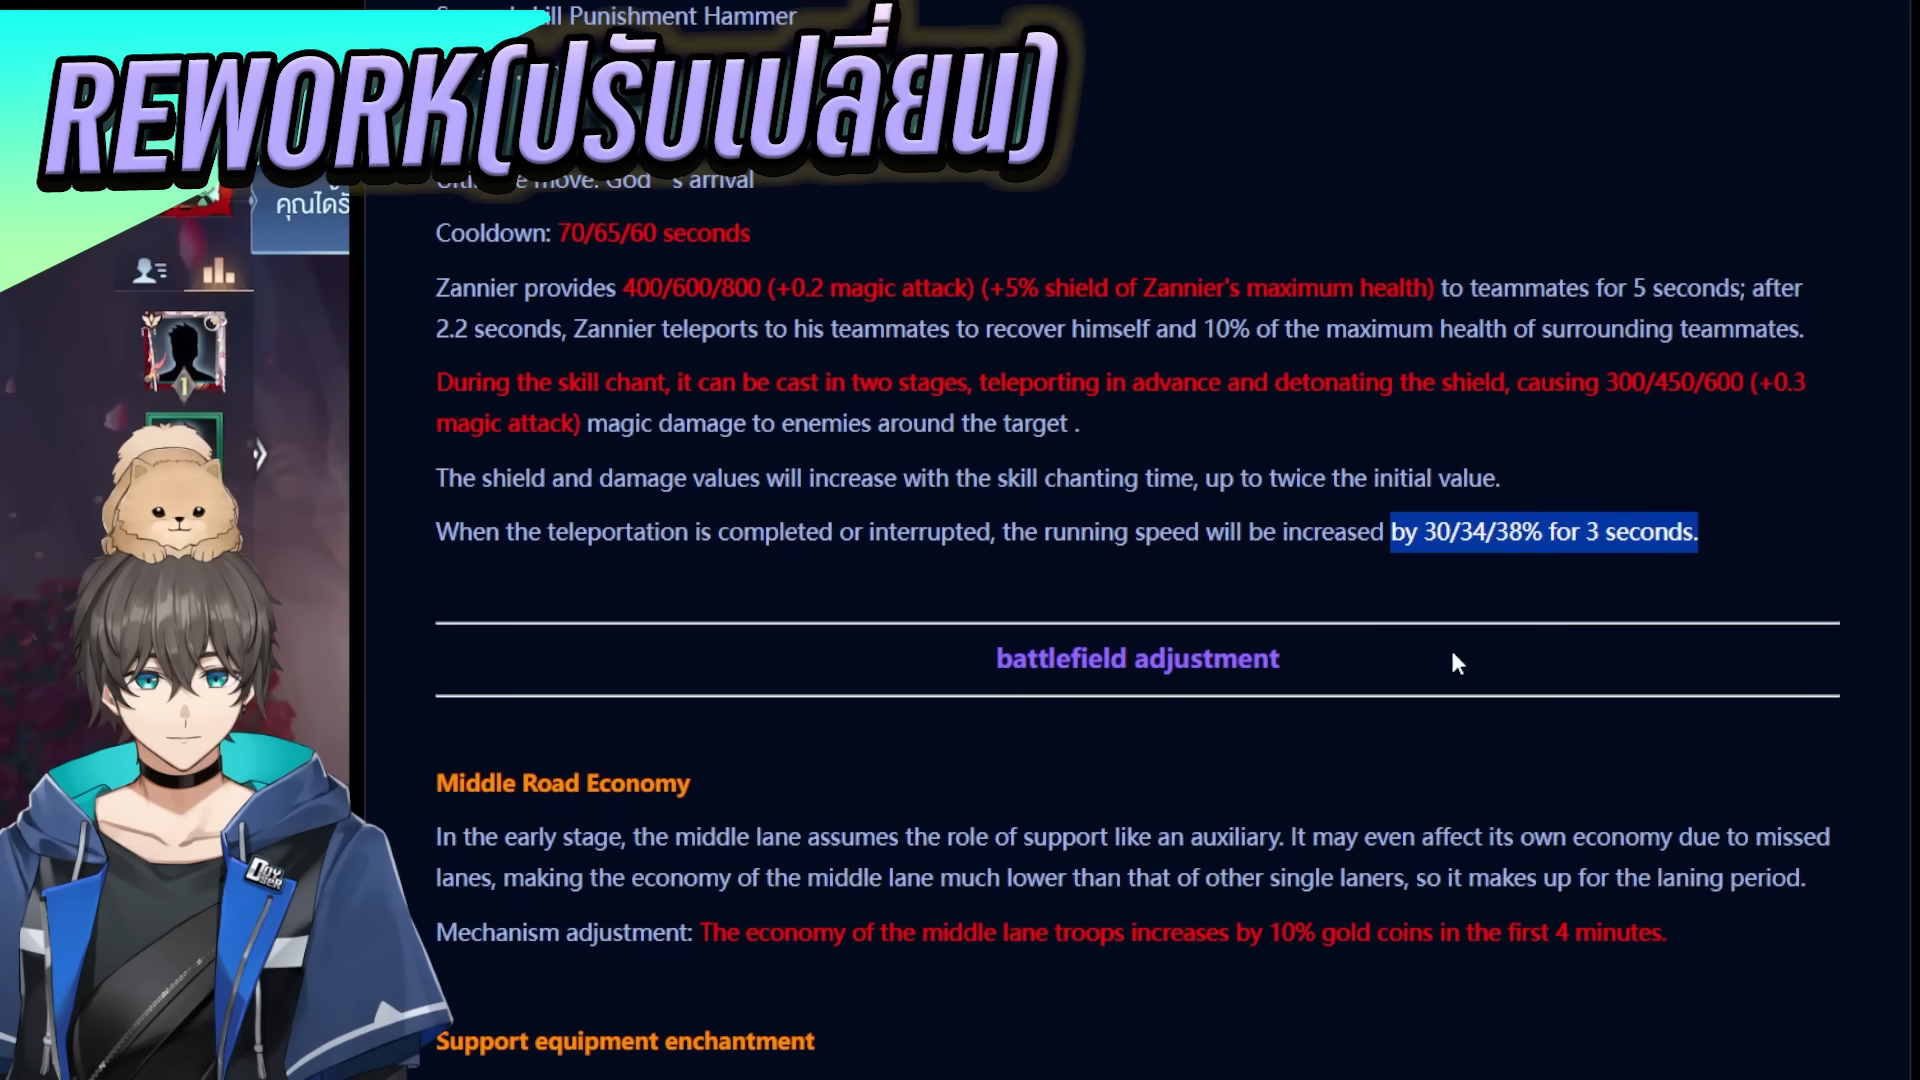 ill Punishment Hammer
REWORK(ปรับเปลี่ยน)
move: God s arrival
คุณได้รั
Cooldown: 70/65/60 seconds
Zannier provides 400/600/800 (+0.2 magic attack) (+5% shield of Zannier's maximum health) to teammates for 5 seconds; after
2.2 seconds, Zannier teleports to his teammates to recover himself and 10% of the maximum health of surrounding teammates.
1
During the skill chant, it can be cast in two stages, teleporting in advance and detonating the shield, causing 300/450/600 (+0.3
magic attack) magic damage to enemies around the target .
The shield and damage values will increase with the skill chanting time, up to twice the initial value.
When the teleportation is completed or interrupted, the running speed will be increased by 30/34/38% for 3 seconds.
battlefield adjustment
Middle Road Economy
In the early stage, the middle lane assumes the role of support like an auxiliary. It may even affect its own economy due to missed
lanes, making the economy of the middle lane much lower than that of other single laners, so it makes up for the laning period.
Mechanism adjustment: The economy of the middle lane troops increases by 10% gold coins in the first 4 minutes.
Support equipment enchantment